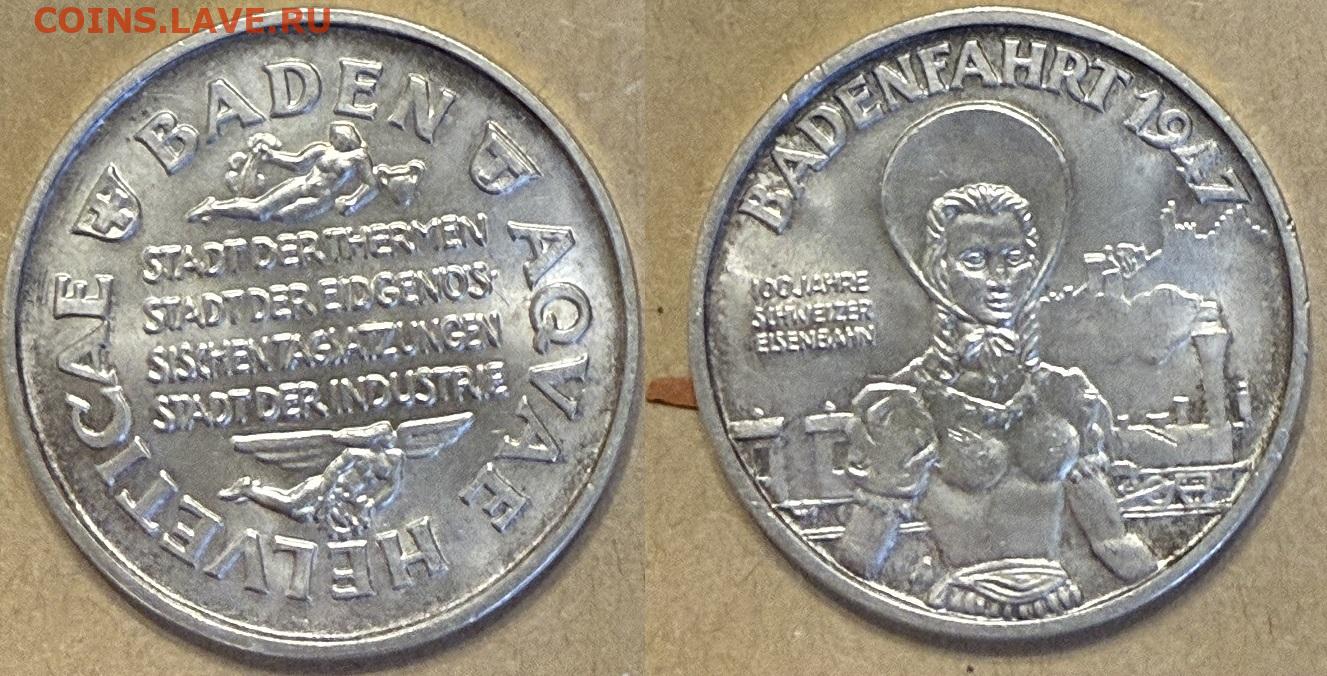 COINS.LAVE.RU
BADEN
AQVAE HELVETICAE
STADT DER THERMEN
STADT DER EIDGENÖS-
SISCHEN TAGSATZUNGEN
STADT DER INDUSTRIE
BADENFAHRT 1947
100 JAHRE
SCHWEIZER
EISENBAHN